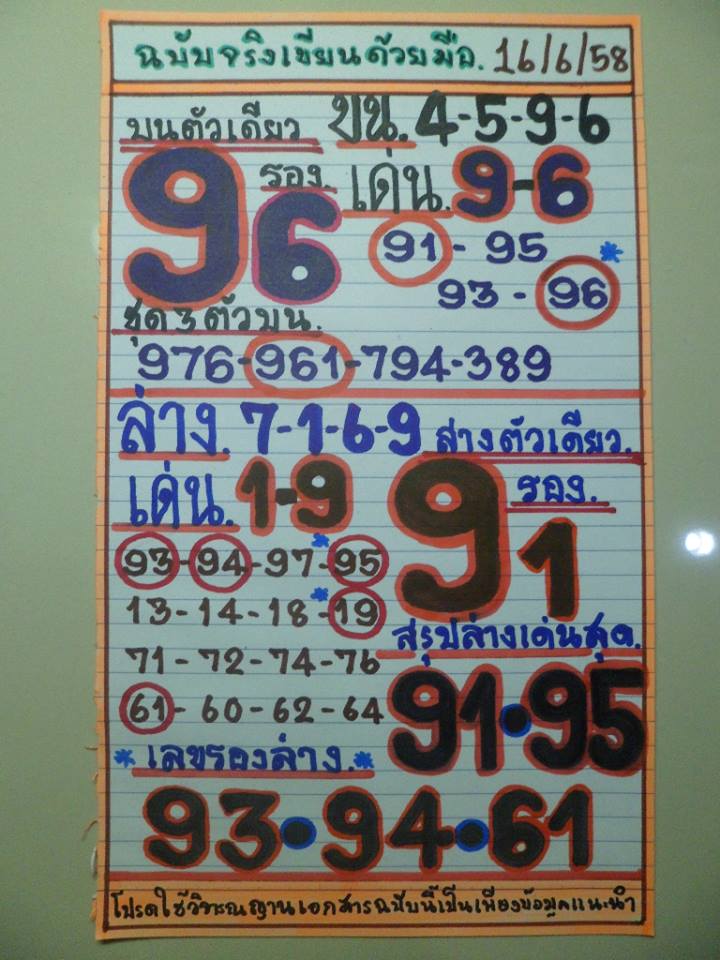 ฉบับจริงเขียนด้วยมือ. 16/6/58
บนตัวเดียว บน. 4-5-9-6
9 รอง. 6 เด่น. 9-6
91 - 95
93 - 96
ชุด 3 ตัวบน.
976-961-794-389
ล่าง. 7-1-6-9 ล่างตัวเดียว.
เด่น. 1-9 9 รอง. 1
93-94-97-95
13-14-18-19
71-72-74-76
61-60-62-64
สรุปล่างเด่นสุด.
91•95
*เลขรองล่าง.*
93•94•61
โปรดใช้วิจารณญาณเอกสารฉบับนี้เป็นเพียงข้อมูลแนะนำ